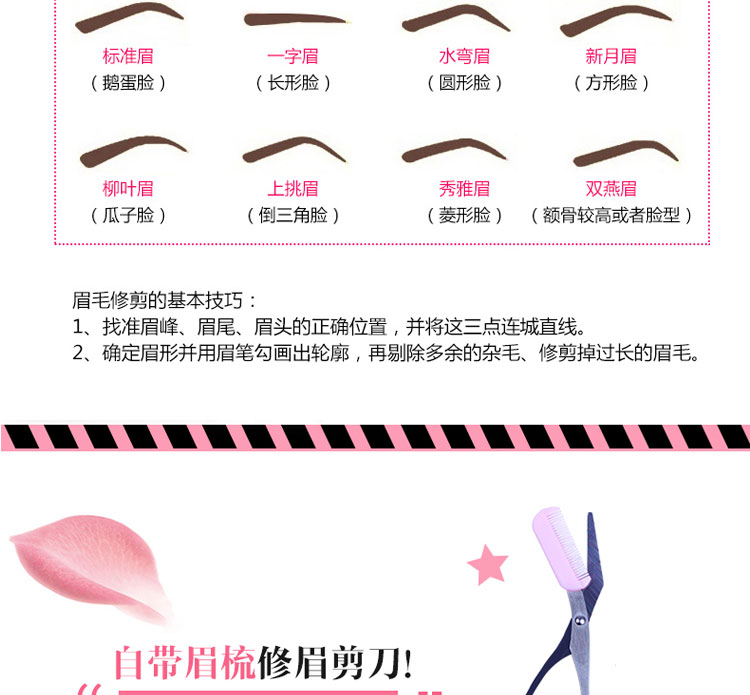 标准眉 一字眉 水弯眉 新月眉
（鹅蛋脸） （长形脸） （圆形脸） （方形脸）
柳叶眉 上挑眉 秀雅眉 双燕眉
（瓜子脸） （倒三角脸） （菱形脸） （额骨较高或者脸型）
眉毛修剪的基本技巧：
1、找准眉峰、眉尾、眉头的正确位置，并将这三点连城直线。
2、确定眉形并用眉笔勾画出轮廓，再剔除多余的杂毛、修剪掉过长的眉毛。
自带眉梳修眉剪刀!